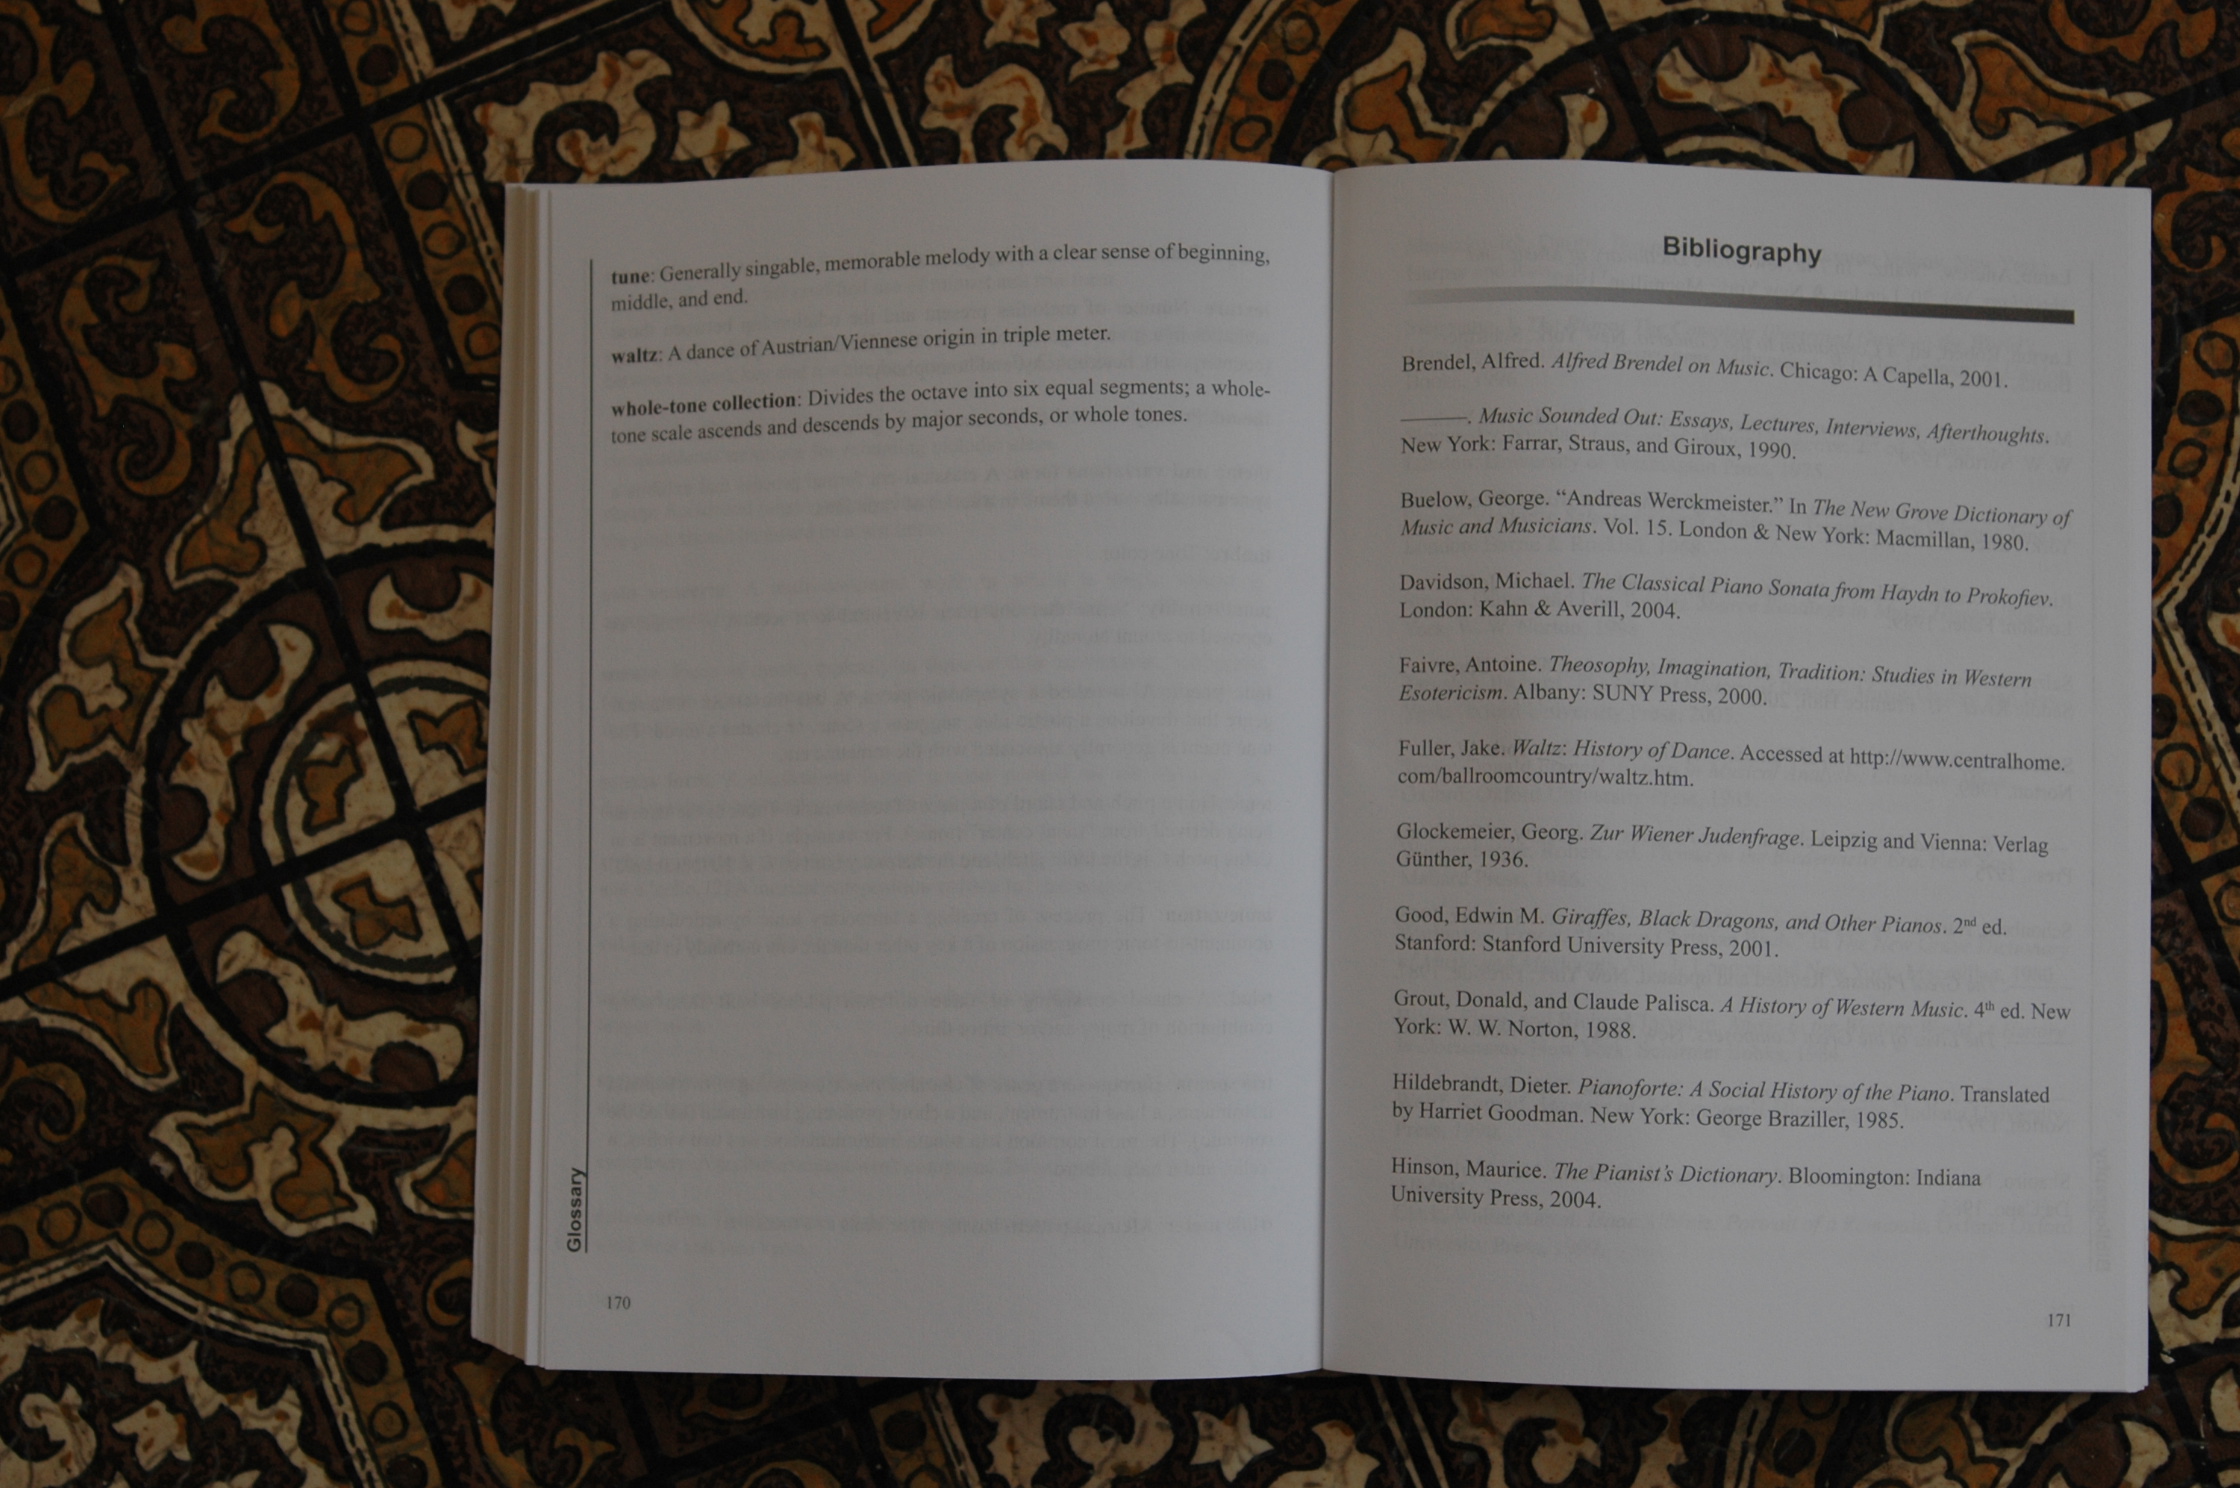 tune: Generally singable, memorable melody with a clear sense of beginning,
middle, and end.
waltz: A dance of Austrian/Viennese origin in triple meter.
whole-tone collection: Divides the octave into six equal segments; a whole-
tone scale ascends and descends by major seconds, or whole tones.
Glossary
170
Bibliography
Brendel, Alfred. Alfred Brendel on Music. Chicago: A Capella, 2001.
———. Music Sounded Out: Essays, Lectures, Interviews, Afterthoughts.
New York: Farrar, Straus, and Giroux, 1990.
Buelow, George. “Andreas Werckmeister.” In The New Grove Dictionary of
Music and Musicians. Vol. 15. London & New York: Macmillan, 1980.
Davidson, Michael. The Classical Piano Sonata from Haydn to Prokofiev.
London: Kahn & Averill, 2004.
Faivre, Antoine. Theosophy, Imagination, Tradition: Studies in Western
Esotericism. Albany: SUNY Press, 2000.
Fuller, Jake. Waltz: History of Dance. Accessed at http://www.centralhome.
com/ballroomcountry/waltz.htm.
Glockemeier, Georg. Zur Wiener Judenfrage. Leipzig and Vienna: Verlag
Günther, 1936.
Good, Edwin M. Giraffes, Black Dragons, and Other Pianos. 2nd ed.
Stanford: Stanford University Press, 2001.
Grout, Donald, and Claude Palisca. A History of Western Music. 4th ed. New
York: W. W. Norton, 1988.
Hildebrandt, Dieter. Pianoforte: A Social History of the Piano. Translated
by Harriet Goodman. New York: George Braziller, 1985.
Hinson, Maurice. The Pianist’s Dictionary. Bloomington: Indiana
University Press, 2004.
171